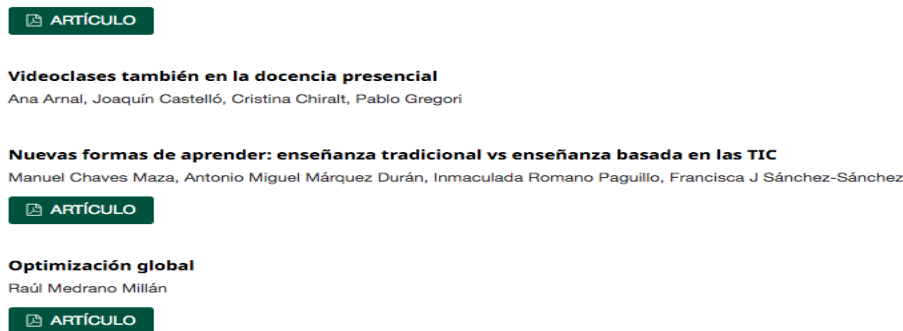 ARTÍCULO
Videoclases también en la docencia presencial
Ana Arnal, Joaquín Castelló, Cristina Chiralt, Pablo Gregori
Nuevas formas de aprender: enseñanza tradicional vs enseñanza basada en las TIC
Manuel Chaves Maza, Antonio Miguel Márquez Durán, Inmaculada Romano Paguillo, Francisca J Sánchez-Sánchez
ARTÍCULO
Optimización global
Raúl Medrano Millán
ARTÍCULO